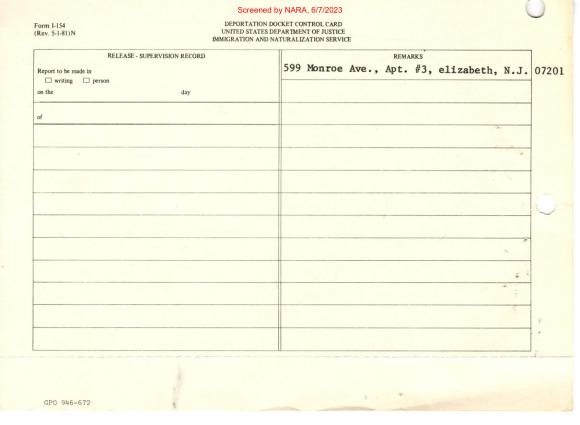 Screened by NARA, 6/7/2023
Form I-154
(Rev. 5-1-81)N
DEPORTATION DOCKET CONTROL CARD
UNITED STATES DEPARTMENT OF JUSTICE
IMMIGRATION AND NATURALIZATION SERVICE
RELEASE - SUPERVISION RECORD
Report to be made in
writing person
on the day
of
REMARKS
599 Monroe Ave., Apt. #3, elizabeth, N.J. 07201
GPO 946-672